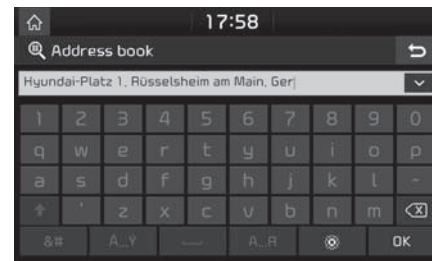 17:58
Address book
Hyundai-Platz 1, Rüsselsheim am Main, Ger
1 2 3 4 5 6 7 8 9 0
q w e r t y u i o p
a s d f g h j k l -
' z x c v b n m
&# A...Ý A...Я OK